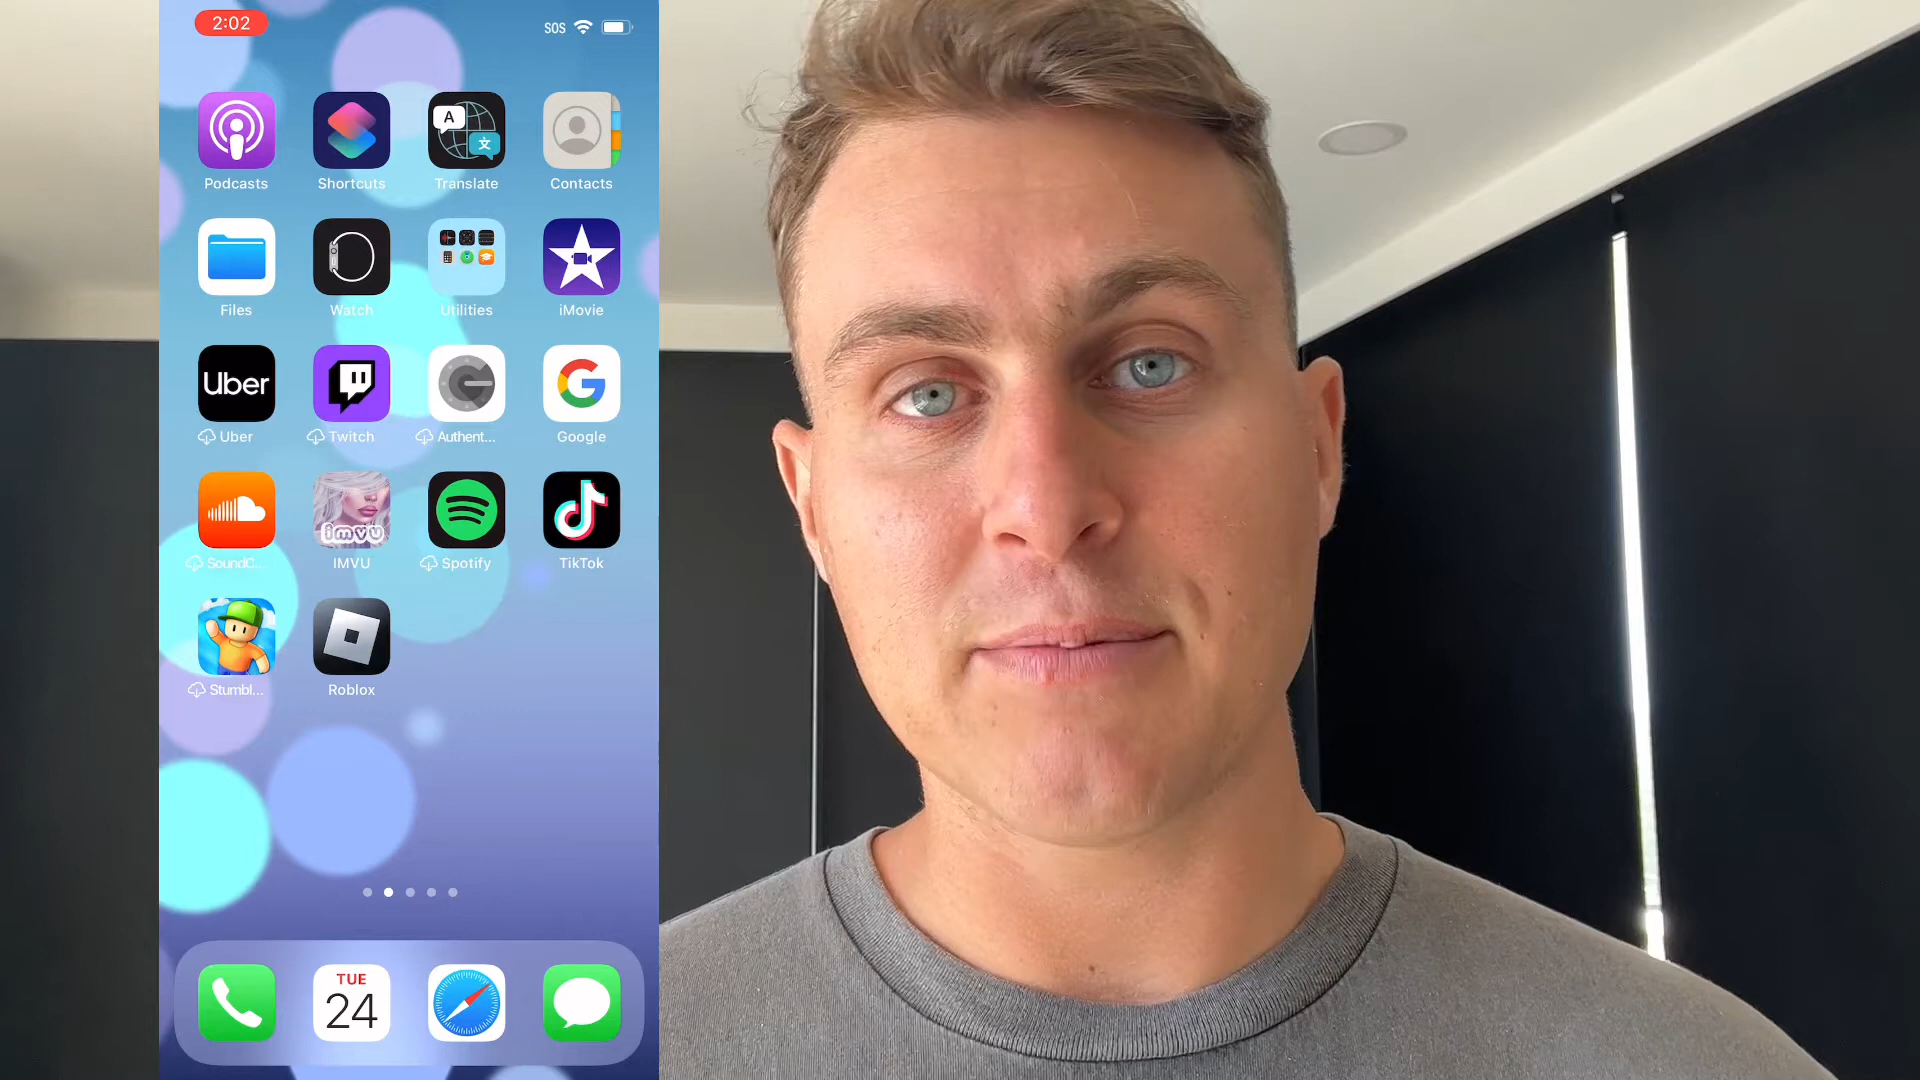 2:02 SOS
A
文
Podcasts Shortcuts Translate Contacts
Files Watch Utilities iMovie
Uber
Uber Twitch Authent... Google
imvu
SoundC... IMVU Spotify TikTok
Stumbl... Roblox
TUE
24